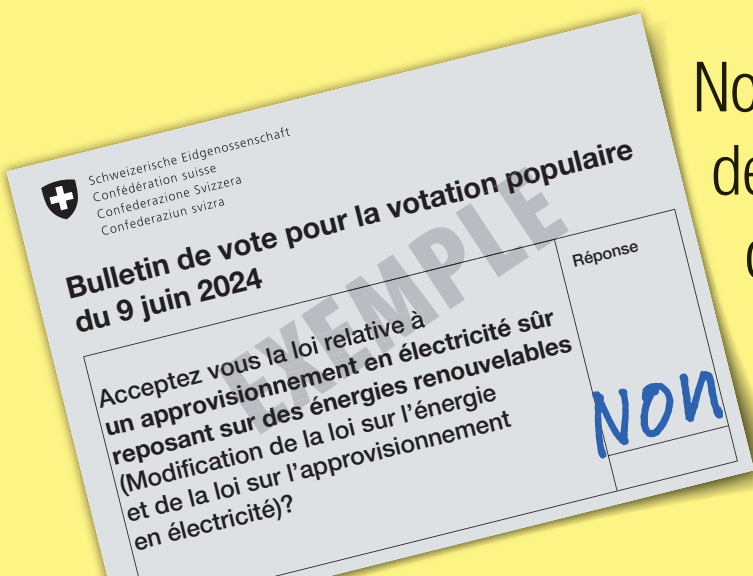 Schweizerische Eidgenossenschaft
Confédération suisse
Confederazione Svizzera
Confederaziun svizra
Bulletin de vote pour la votation populaire
du 9 juin 2024
EXEMPLE
Réponse
Acceptez vous la loi relative à
un approvisionnement en électricité sûr
reposant sur des énergies renouvelables
(Modification de la loi sur l’énergie
et de la loi sur l’approvisionnement
en électricité)?
Non